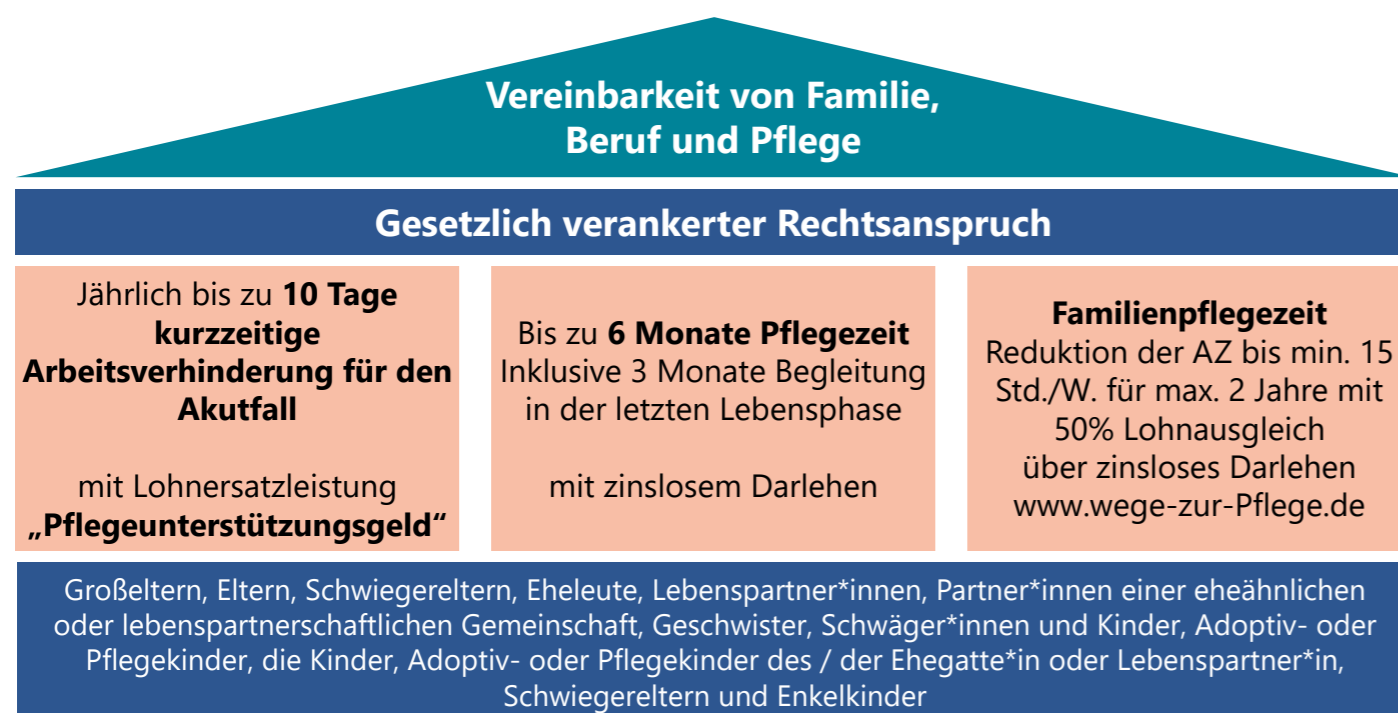 Vereinbarkeit von Familie,
Beruf und Pflege
Gesetzlich verankerter Rechtsanspruch
Jährlich bis zu 10 Tage
kurzzeitige
Arbeitsverhinderung für den
Akutfall
mit Lohnersatzleistung
„Pflegeunterstützungsgeld“
Bis zu 6 Monate Pflegezeit
Inklusive 3 Monate Begleitung
in der letzten Lebensphase
mit zinslosem Darlehen
Familienpflegezeit
Reduktion der AZ bis min. 15
Std./W. für max. 2 Jahre mit
50% Lohnausgleich
über zinsloses Darlehen
www.wege-zur-Pflege.de
Großeltern, Eltern, Schwiegereltern, Eheleute, Lebenspartner*innen, Partner*innen einer eheähnlichen
oder lebenspartnerschaftlichen Gemeinschaft, Geschwister, Schwäger*innen und Kinder, Adoptiv- oder
Pflegekinder, die Kinder, Adoptiv- oder Pflegekinder des / der Ehegatte*in oder Lebenspartner*in,
Schwiegereltern und Enkelkinder